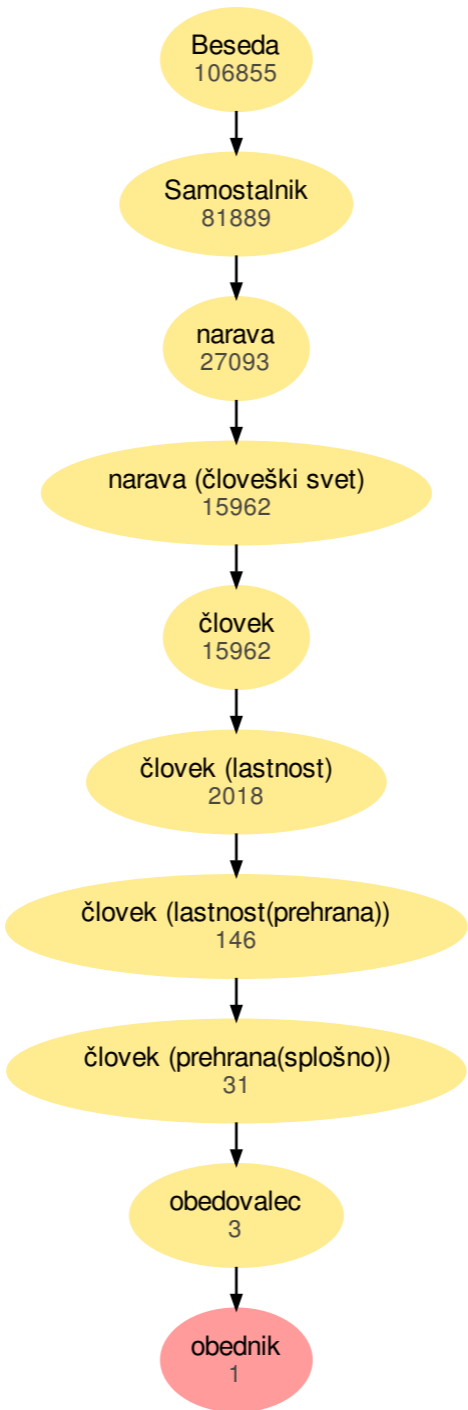 Beseda
106855
Samostalnik
81889
narava
27093
narava (človeški svet)
15962
človek
15962
človek (lastnost)
2018
človek (lastnost(prehrana))
146
človek (prehrana(splošno))
31
obedovalec
3
obednik
1